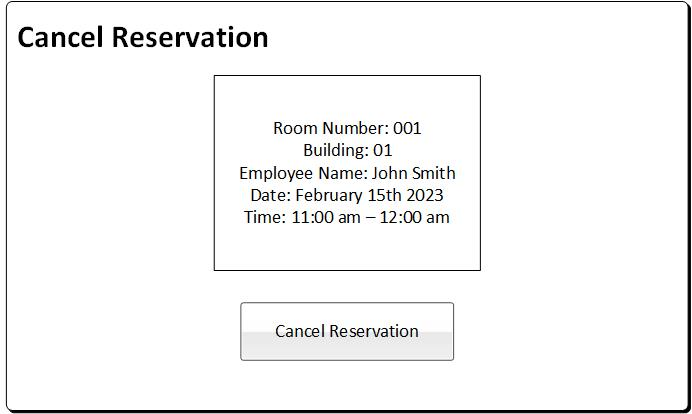 Cancel Reservation
Room Number: 001
Building: 01
Employee Name: John Smith
Date: February 15th 2023
Time: 11:00 am – 12:00 am
Cancel Reservation